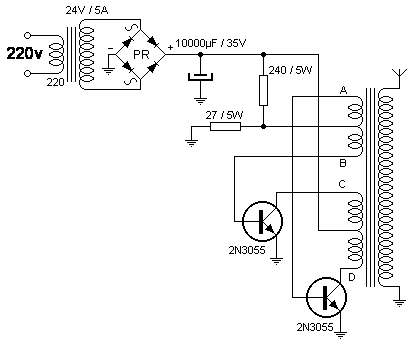 24V / 5A
220v
220
PR
-
+
10000µF / 35V
240 / 5W
27 / 5W
A
B
C
D
2N3055
2N3055